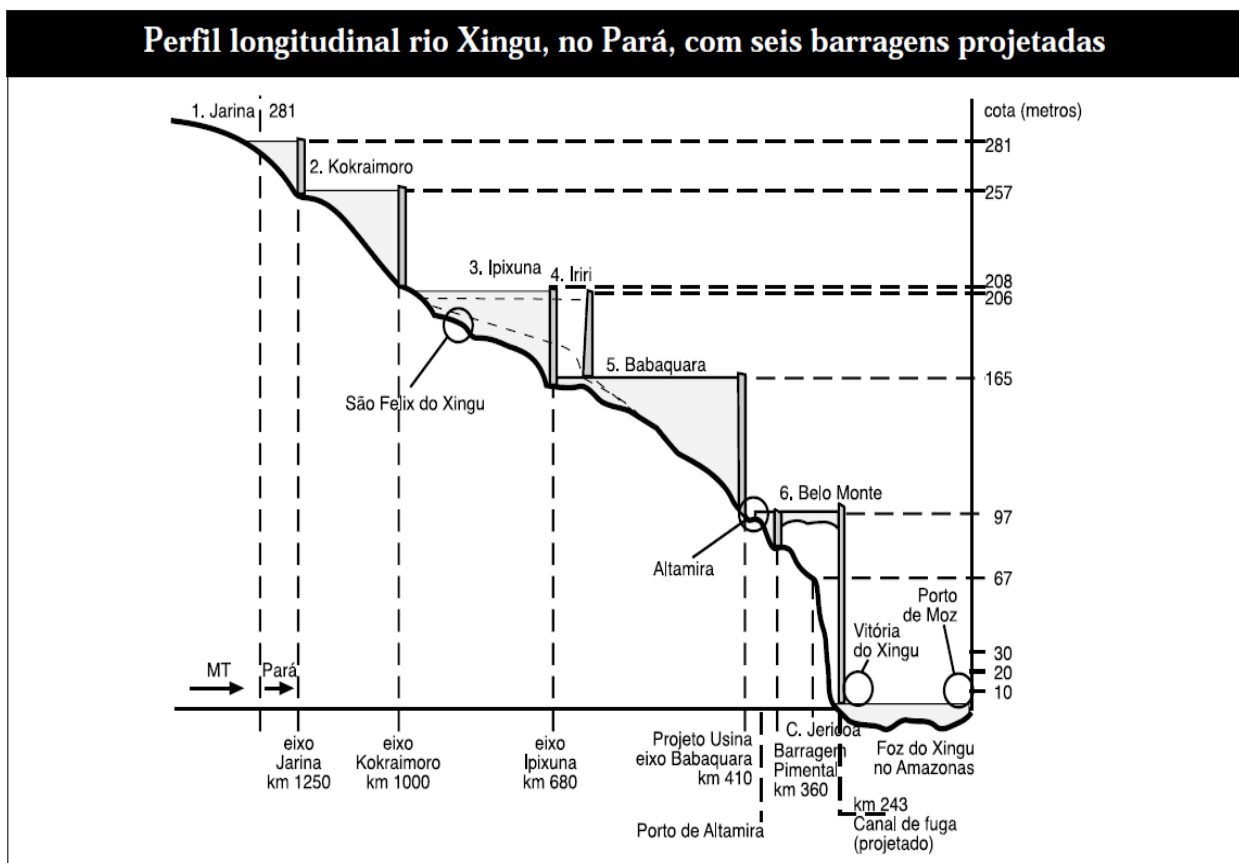 Perfil longitudinal rio Xingu, no Pará, com seis barragens projetadas
1. Jarina 281
cota (metros)
281
2. Kokraimoro
257
3. Ipixuna
4. Iriri
208
206
5. Babaquara
165
São Felix do Xingu
6. Belo Monte
97
Altamira
67
Porto
de Moz
Vitória
do Xingu
30
20
10
MT
Pará
eixo
Jarina
km 1250
eixo
Kokraimoro
km 1000
eixo
Ipixuna
km 680
Projeto Usina
eixo Babaquara
km 410
C. Jericoá
Barragem
Pimental
km 360
Foz do Xingu
no Amazonas
Porto de Altamira
km 243
Canal de fuga
(projetado)